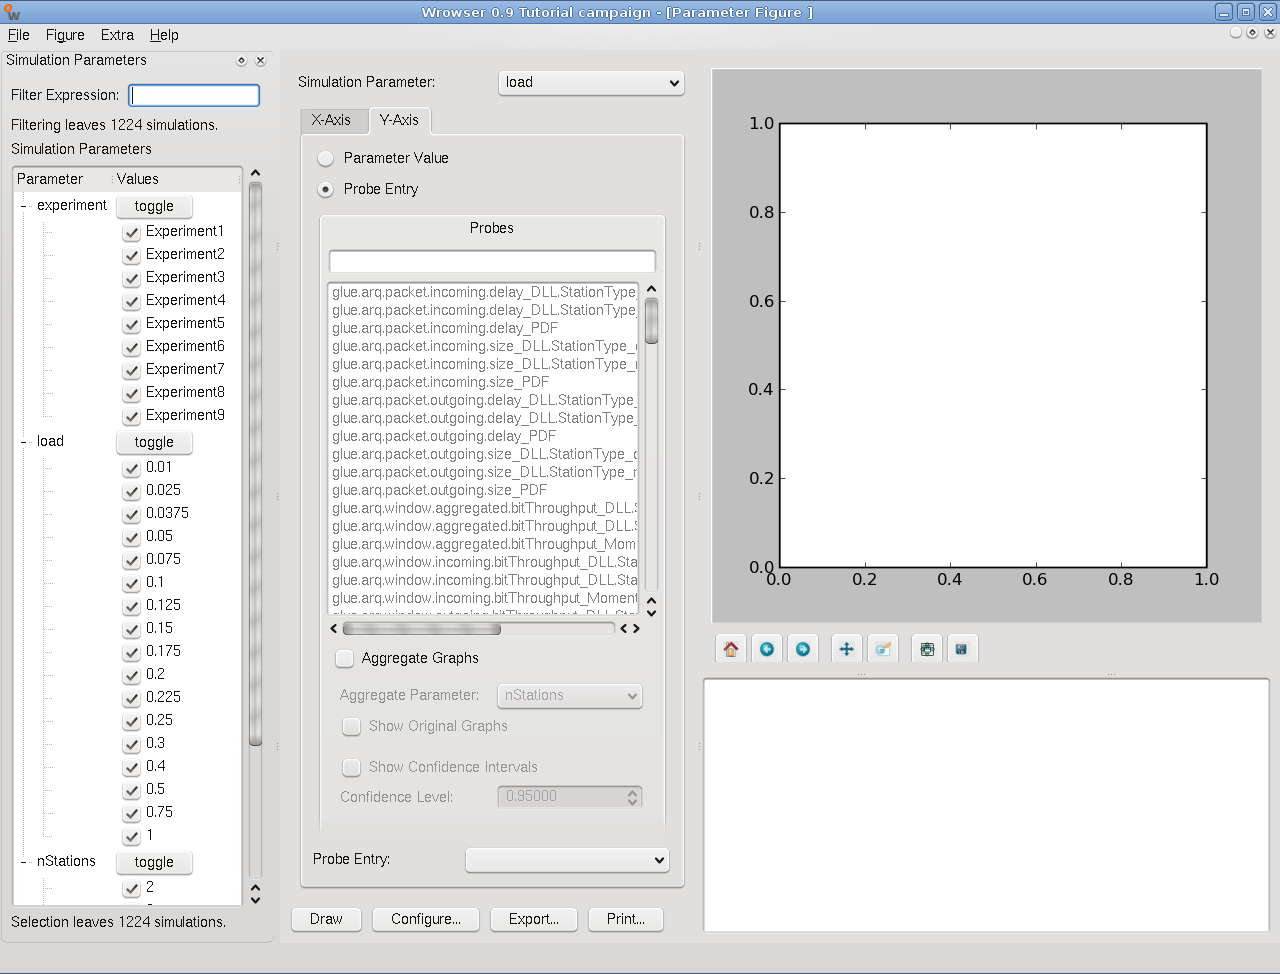 Wrowser 0.9 Tutorial campaign - [Parameter Figure ]
File Figure Extra Help
Simulation Parameters
Filter Expression:
Filtering leaves 1224 simulations.
Simulation Parameters
Parameter Values
experiment toggle
Experiment1
Experiment2
Experiment3
Experiment4
Experiment5
Experiment6
Experiment7
Experiment8
Experiment9
load toggle
0.01
0.025
0.0375
0.05
0.075
0.1
0.125
0.15
0.175
0.2
0.225
0.25
0.3
0.4
0.5
0.75
1
nStations toggle
2
Selection leaves 1224 simulations.
Simulation Parameter: load
X-Axis Y-Axis
Parameter Value
Probe Entry
Probes
glue.arq.packet.incoming.delay_DLL.StationType_
glue.arq.packet.incoming.delay_DLL.StationType_
glue.arq.packet.incoming.delay_PDF
glue.arq.packet.incoming.size_DLL.StationType_
glue.arq.packet.incoming.size_DLL.StationType_
glue.arq.packet.incoming.size_PDF
glue.arq.packet.outgoing.delay_DLL.StationType_
glue.arq.packet.outgoing.delay_DLL.StationType_
glue.arq.packet.outgoing.delay_PDF
glue.arq.packet.outgoing.size_DLL.StationType_
glue.arq.packet.outgoing.size_DLL.StationType_
glue.arq.packet.outgoing.size_PDF
glue.arq.window.aggregated.bitThroughput_DLL.
glue.arq.window.aggregated.bitThroughput_DLL.
glue.arq.window.aggregated.bitThroughput_Mom
glue.arq.window.incoming.bitThroughput_DLL.Sta
glue.arq.window.incoming.bitThroughput_DLL.Sta
glue.arq.window.incoming.bitThroughput_Moment
Aggregate Graphs
Aggregate Parameter: nStations
Show Original Graphs
Show Confidence Intervals
Confidence Level: 0.95000
Probe Entry:
Draw Configure... Export... Print...
1.0
0.8
0.6
0.4
0.2
0.0
0.0 0.2 0.4 0.6 0.8 1.0